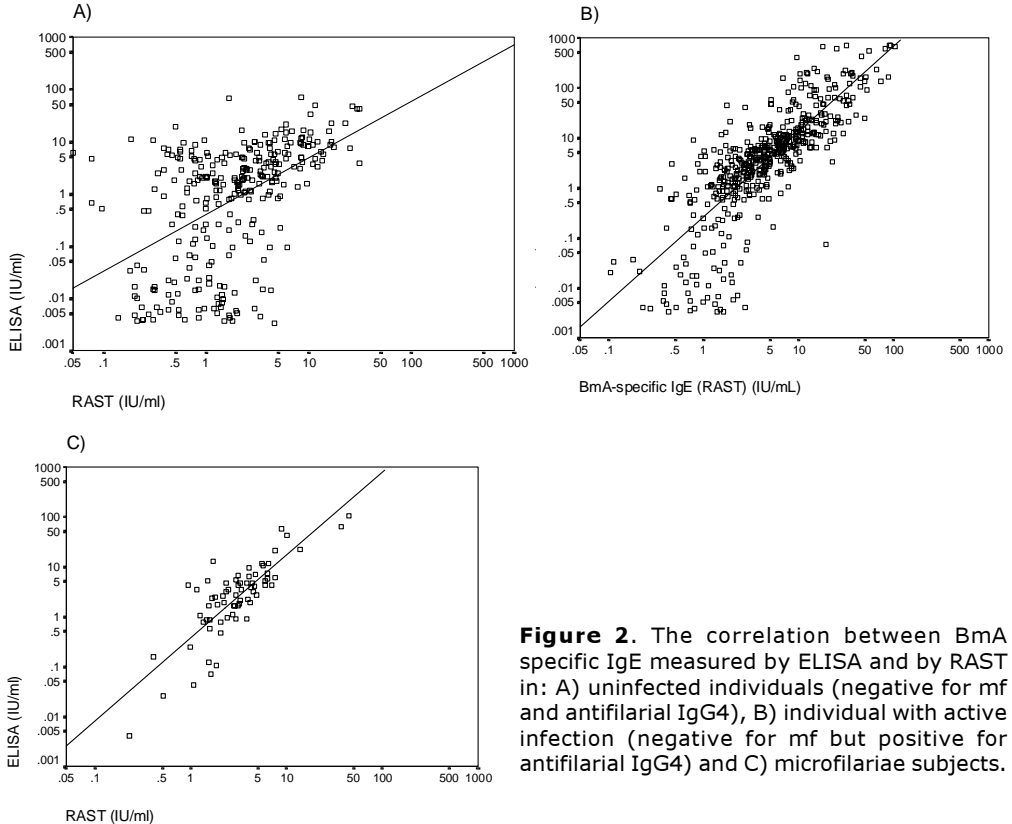 A)
1000
500
100
50
10
5
1
.5
.1
.05
.01
.005
.001
ELISA (IU/ml)
.05 .1 .5 1 5 10 50 100 500 1000
RAST (IU/ml)
B)
1000
500
100
50
10
5
1
.5
.1
.05
.01
.005
.001
.05 .1 .5 1 5 10 50 100 500 1000
BmA-specific IgE (RAST) (IU/mL)
C)
1000
500
100
50
10
5
1
.5
.1
.05
.01
.005
.001
ELISA (IU/ml)
.05 .1 .5 1 5 10 50 100 500 1000
RAST (IU/ml)
Figure 2. The correlation between BmA
specific IgE measured by ELISA and by RAST
in: A) uninfected individuals (negative for mf
and antifilarial IgG4), B) individual with active
infection (negative for mf but positive for
antifilarial IgG4) and C) microfilariae subjects.